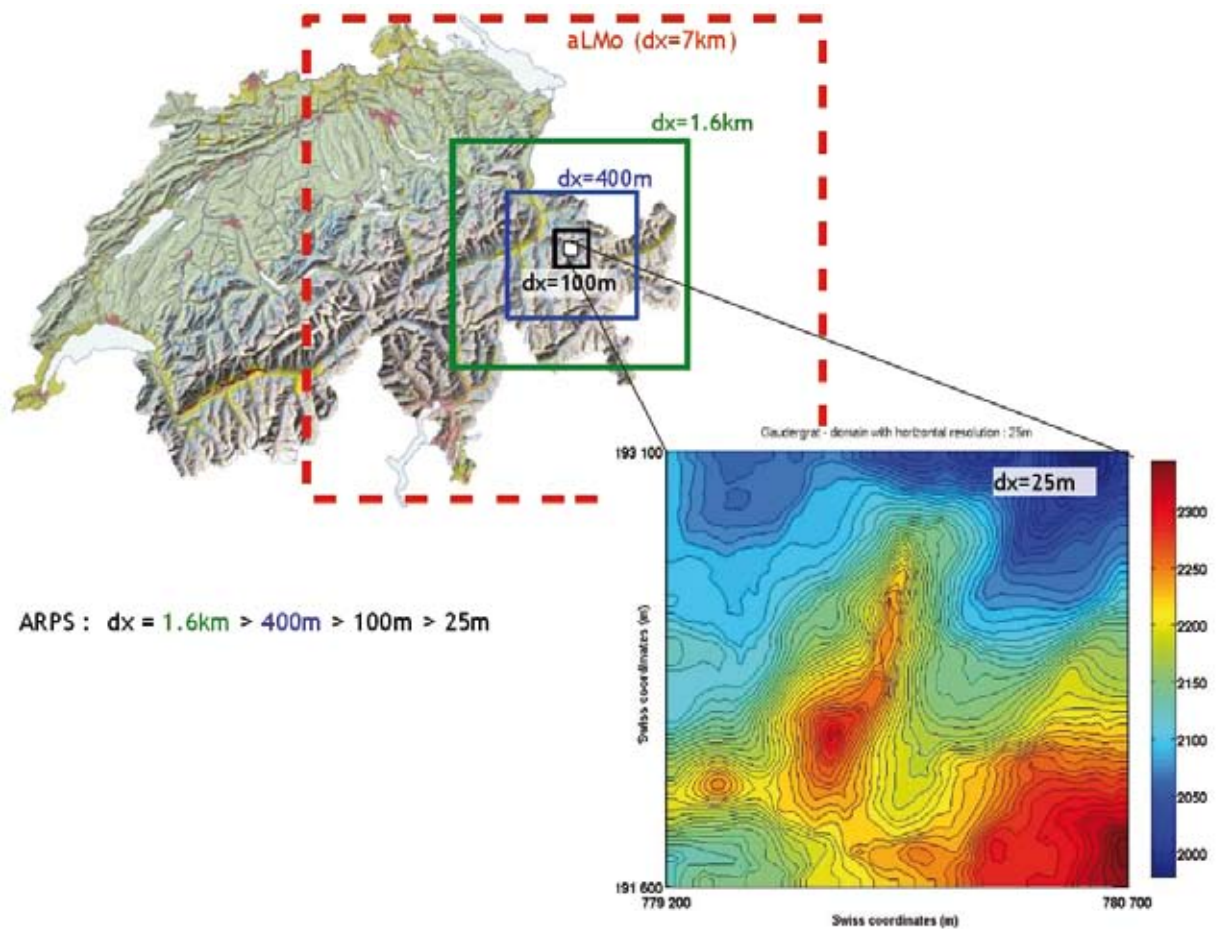 aLMo (dx=7km)
dx=1.6km
dx=400m
dx=100m
Gaudergrat - domain with horizontal resolution : 25m
193 100
dx=25m
2300
2250
2200
2150
2100
2050
2000
ARPS : dx = 1.6km > 400m > 100m > 25m
Swiss coordinates (m)
191 600
779 200
780 700
Swiss coordinates (m)